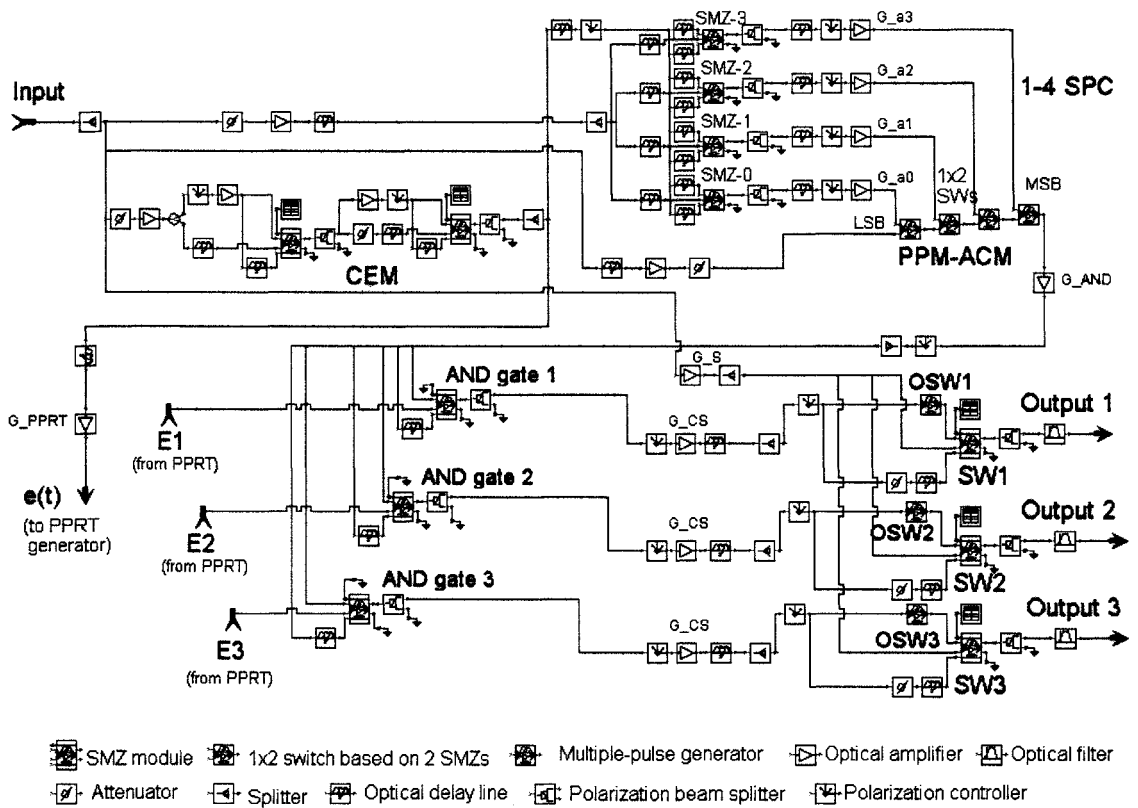 SMZ-3
G_a3
SMZ-2
G_a2
1-4 SPC
Input
SMZ-1
G_a1
SMZ-0
G_a0
1x2
SWs
MSB
LSB
PPM-ACM
CEM
G_AND
G_S
AND gate 1
OSW1
Output 1
G_PPRT
E1
(from PPRT)
G_CS
SW1
e(t)
(to PPRT
generator)
AND gate 2
E2
(from PPRT)
G_CS
OSW2
Output 2
SW2
AND gate 3
E3
(from PPRT)
G_CS
OSW3
Output 3
SW3
SMZ module
1x2 switch based on 2 SMZs
Multiple-pulse generator
Optical amplifier
Optical filter
Attenuator
Splitter
Optical delay line
Polarization beam splitter
Polarization controller